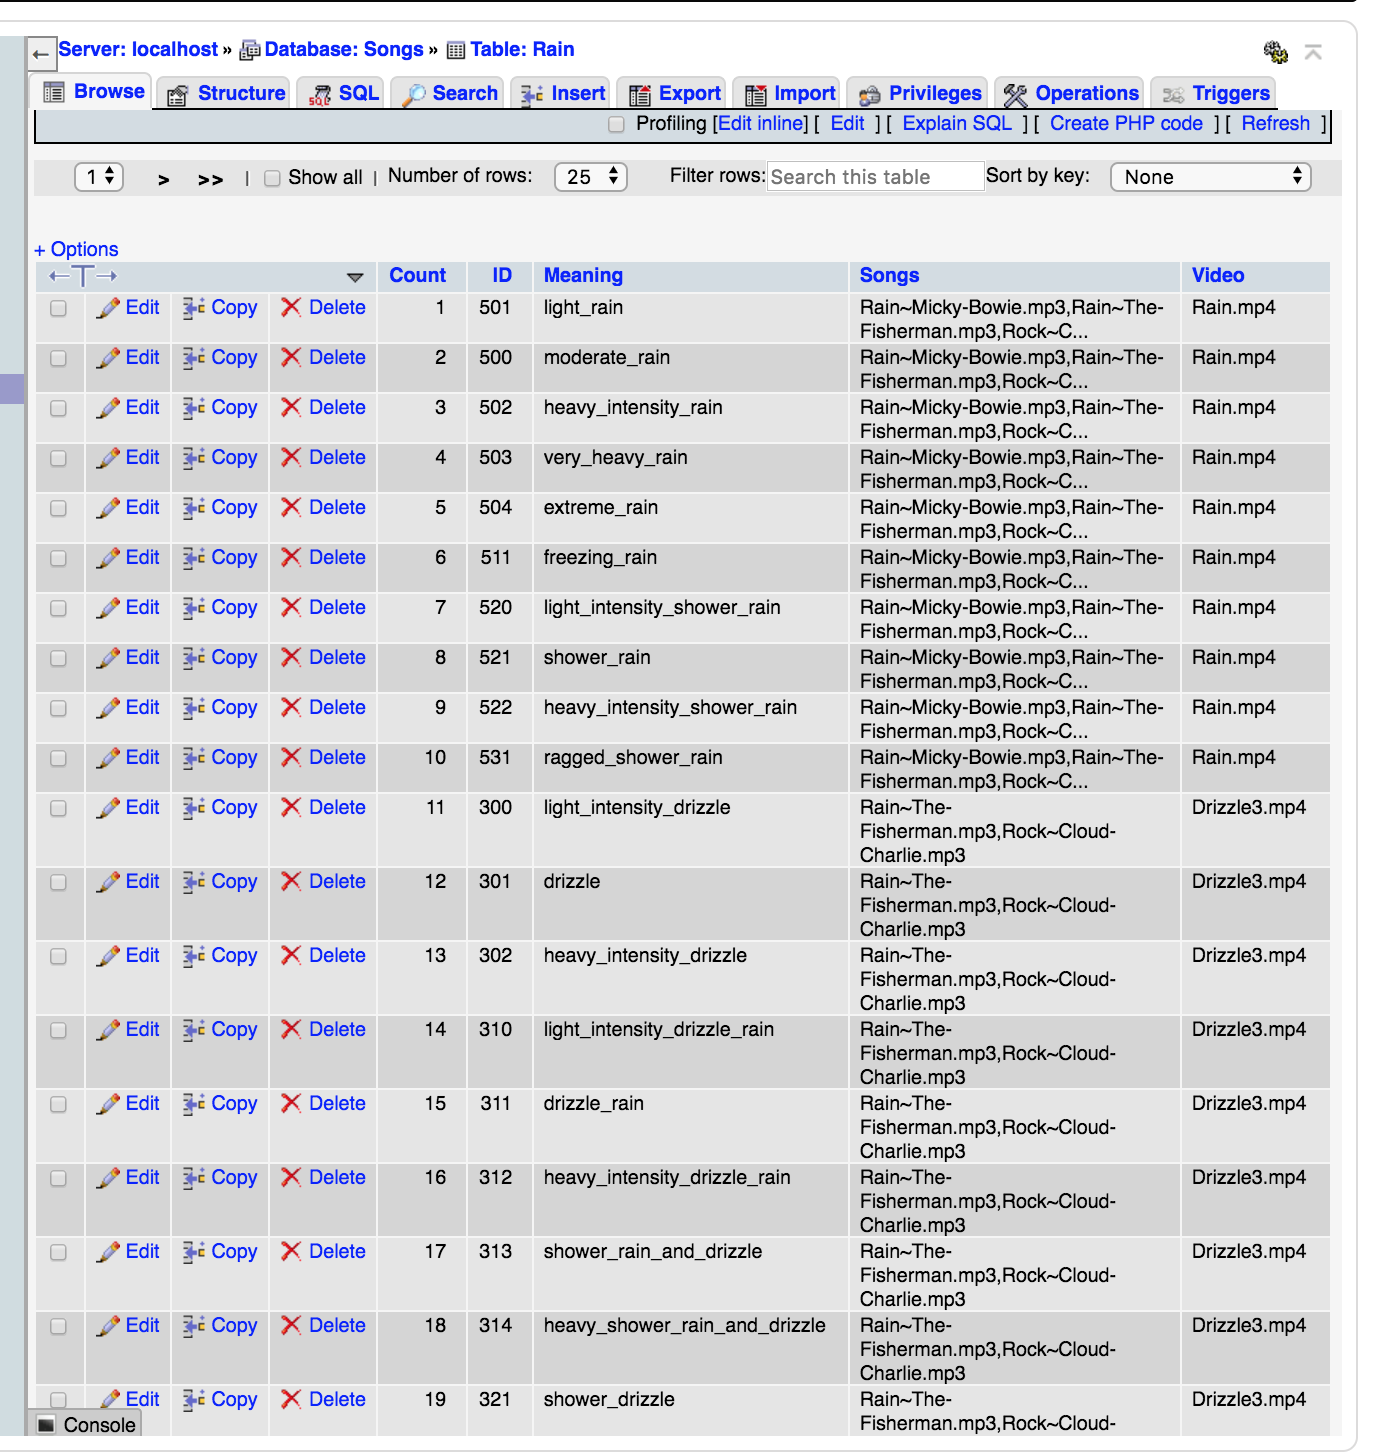 ← Server: localhost » Database: Songs » Table: Rain
Browse Structure SQL Search Insert Export Import Privileges Operations Triggers
Profiling [Edit inline] [ Edit ] [ Explain SQL ] [ Create PHP code ] [ Refresh ]
1 > >> | Show all | Number of rows: 25 Filter rows: Search this table Sort by key: None
+ Options
←T→ Count ID Meaning Songs Video
Edit Copy Delete 1 501 light_rain Rain~Micky-Bowie.mp3,Rain~The- Rain.mp4
Fisherman.mp3,Rock~C...
Edit Copy Delete 2 500 moderate_rain Rain~Micky-Bowie.mp3,Rain~The- Rain.mp4
Fisherman.mp3,Rock~C...
Edit Copy Delete 3 502 heavy_intensity_rain Rain~Micky-Bowie.mp3,Rain~The- Rain.mp4
Fisherman.mp3,Rock~C...
Edit Copy Delete 4 503 very_heavy_rain Rain~Micky-Bowie.mp3,Rain~The- Rain.mp4
Fisherman.mp3,Rock~C...
Edit Copy Delete 5 504 extreme_rain Rain~Micky-Bowie.mp3,Rain~The- Rain.mp4
Fisherman.mp3,Rock~C...
Edit Copy Delete 6 511 freezing_rain Rain~Micky-Bowie.mp3,Rain~The- Rain.mp4
Fisherman.mp3,Rock~C...
Edit Copy Delete 7 520 light_intensity_shower_rain Rain~Micky-Bowie.mp3,Rain~The- Rain.mp4
Fisherman.mp3,Rock~C...
Edit Copy Delete 8 521 shower_rain Rain~Micky-Bowie.mp3,Rain~The- Rain.mp4
Fisherman.mp3,Rock~C...
Edit Copy Delete 9 522 heavy_intensity_shower_rain Rain~Micky-Bowie.mp3,Rain~The- Rain.mp4
Fisherman.mp3,Rock~C...
Edit Copy Delete 10 531 ragged_shower_rain Rain~Micky-Bowie.mp3,Rain~The- Rain.mp4
Fisherman.mp3,Rock~C...
Edit Copy Delete 11 300 light_intensity_drizzle Rain~The- Drizzle3.mp4
Fisherman.mp3,Rock~Cloud-
Charlie.mp3
Edit Copy Delete 12 301 drizzle Rain~The- Drizzle3.mp4
Fisherman.mp3,Rock~Cloud-
Charlie.mp3
Edit Copy Delete 13 302 heavy_intensity_drizzle Rain~The- Drizzle3.mp4
Fisherman.mp3,Rock~Cloud-
Charlie.mp3
Edit Copy Delete 14 310 light_intensity_drizzle_rain Rain~The- Drizzle3.mp4
Fisherman.mp3,Rock~Cloud-
Charlie.mp3
Edit Copy Delete 15 311 drizzle_rain Rain~The- Drizzle3.mp4
Fisherman.mp3,Rock~Cloud-
Charlie.mp3
Edit Copy Delete 16 312 heavy_intensity_drizzle_rain Rain~The- Drizzle3.mp4
Fisherman.mp3,Rock~Cloud-
Charlie.mp3
Edit Copy Delete 17 313 shower_rain_and_drizzle Rain~The- Drizzle3.mp4
Fisherman.mp3,Rock~Cloud-
Charlie.mp3
Edit Copy Delete 18 314 heavy_shower_rain_and_drizzle Rain~The- Drizzle3.mp4
Fisherman.mp3,Rock~Cloud-
Charlie.mp3
Edit Copy Delete 19 321 shower_drizzle Rain~The- Drizzle3.mp4
Fisherman.mp3,Rock~Cloud-
Console